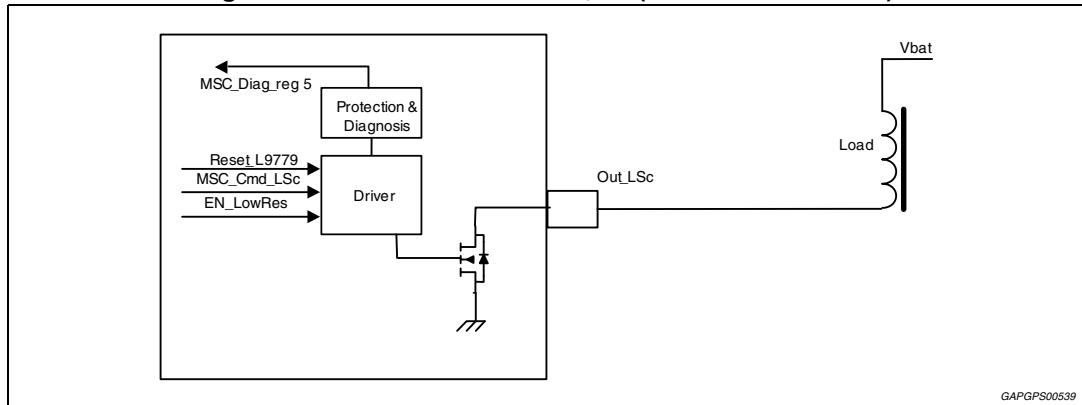 Vbat
MSC_Diag_reg 5
Protection &
Diagnosis
Load
Reset_L9779
MSC_Cmd_LSc
EN_LowRes
Driver
Out_LSc
GAPGPS00539